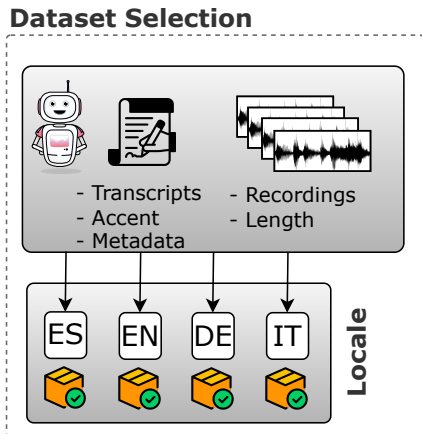 Dataset Selection
- Transcripts
- Accent
- Metadata
- Recordings
- Length
ES EN DE IT
Locale